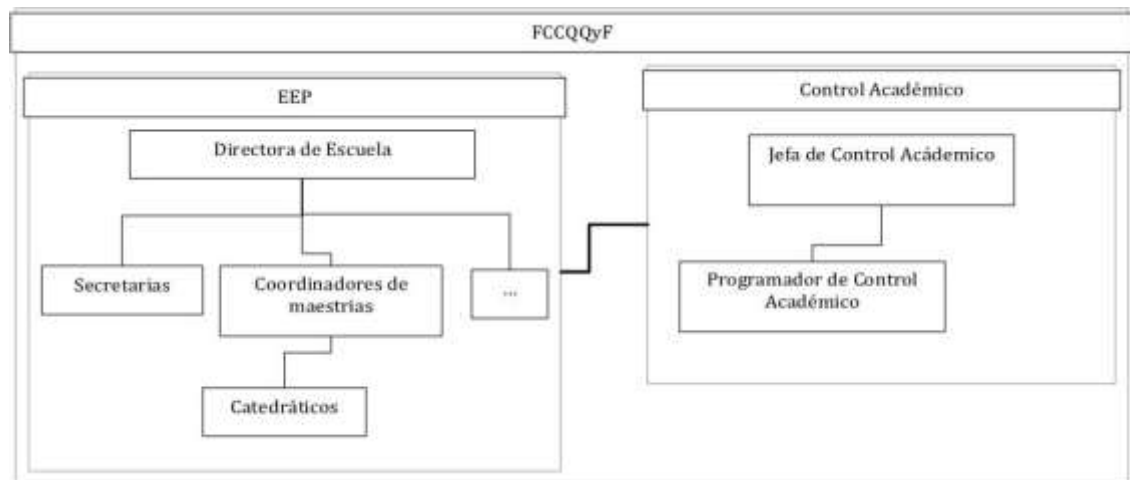 FCCQQyF
EEP
Control Académico
Directora de Escuela
Jefa de Control Acádemico
Secretarias
Coordinadores de
maestrias
...
Programador de Control
Académico
Catedráticos